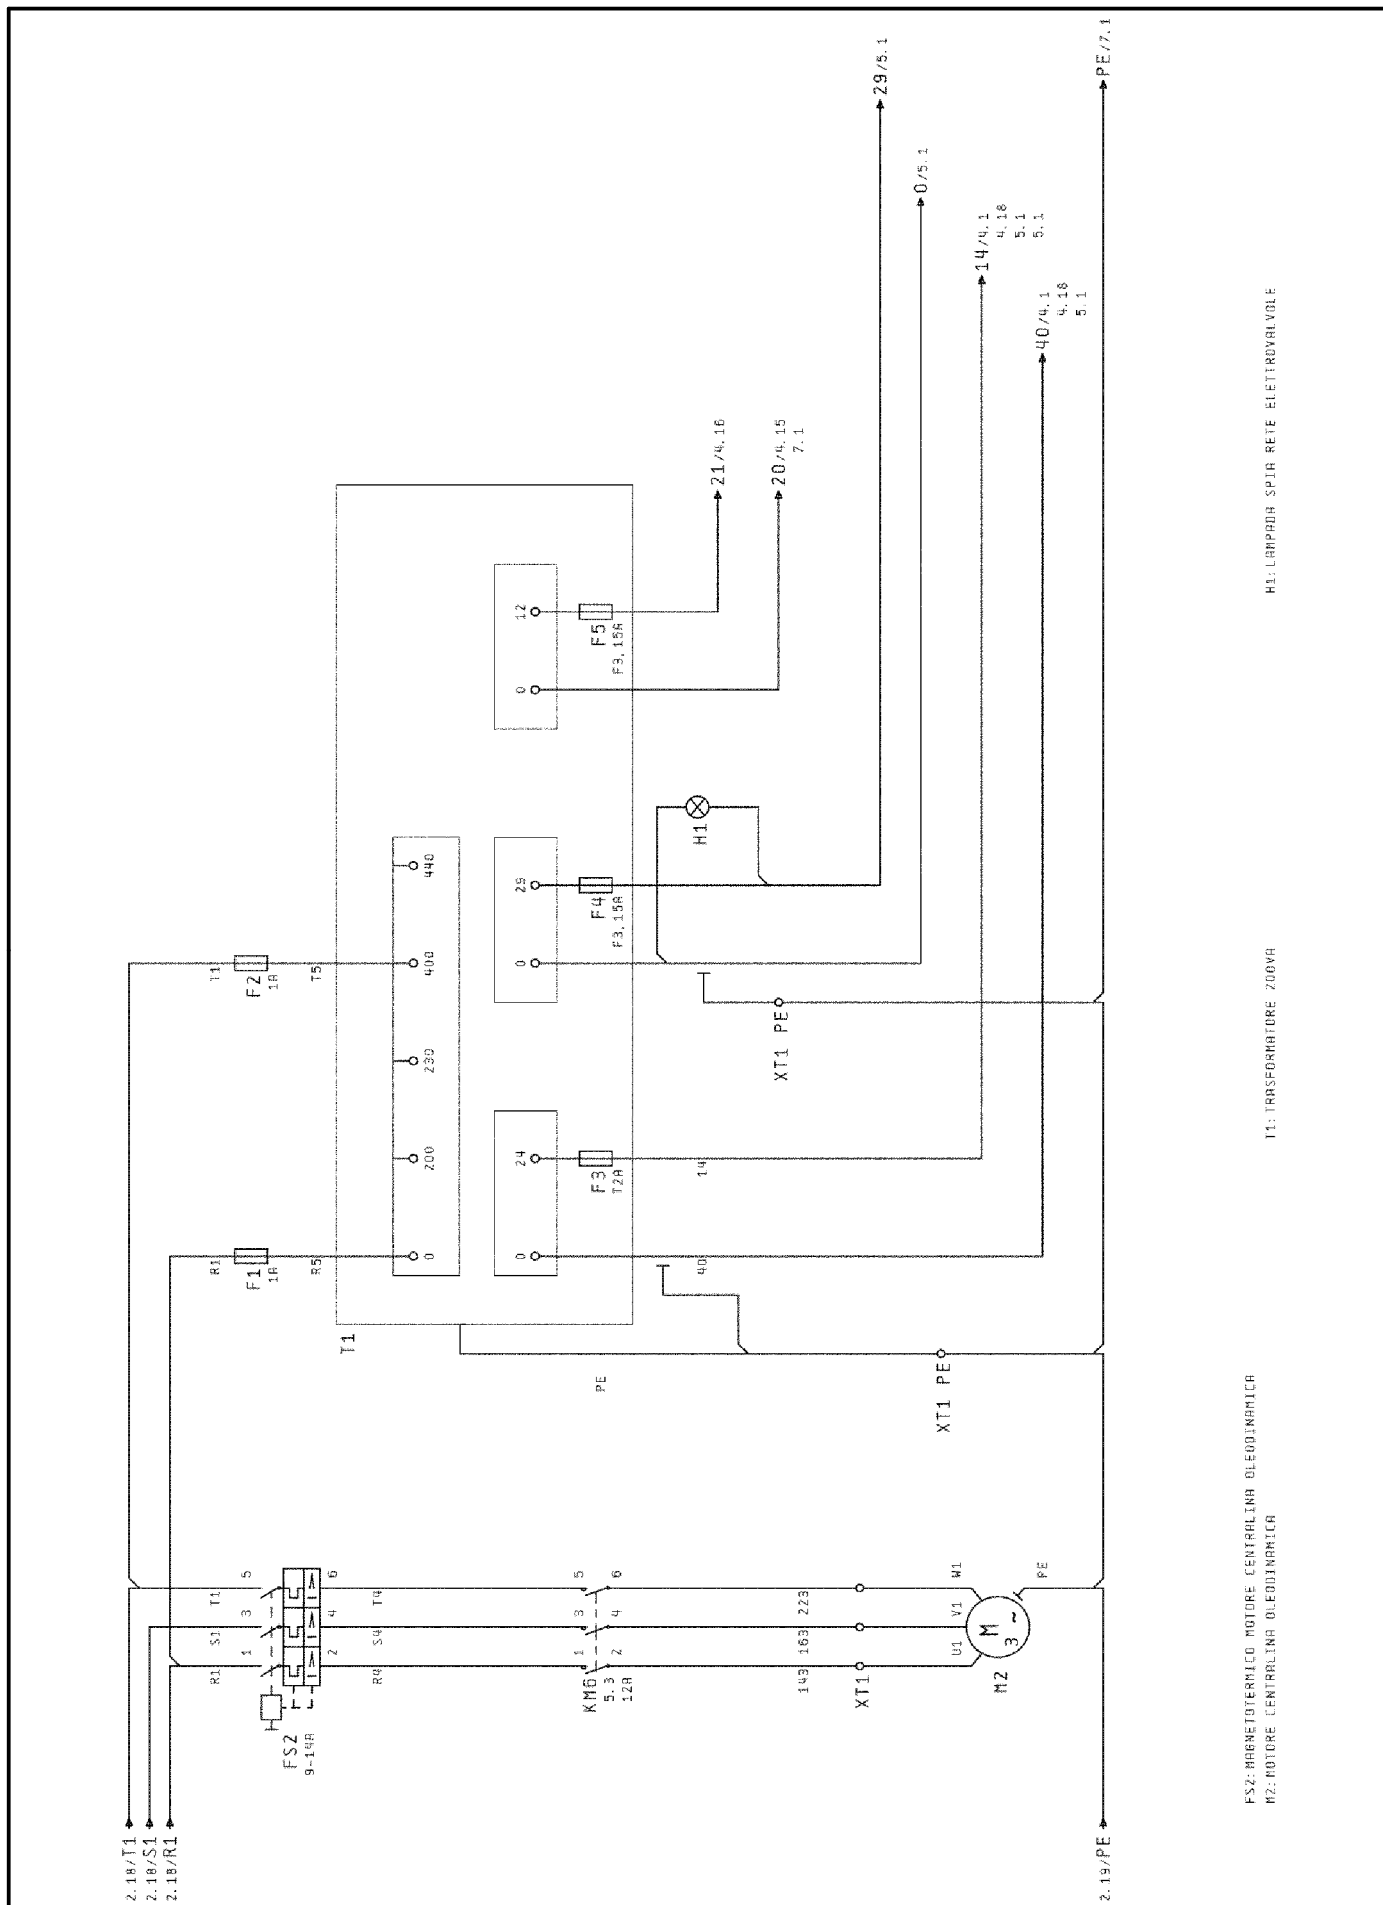 2.18/T1
2.18/S1
2.18/R1
R1 S1 T1 R1 T1
1 3 5
F1 F2
1A 1A
FS2
9-14A
R5 T5
2 4 6
T1
R4 S4 T4
0 200 230 400 440
0 24 0 29 0 12
1 3 5
KM6 PE F3 F4 F5
5.3 2 4 6 T2A F3,15A F3,15A
12A
40 14 H1 21/4.16
XT1 PE 20/4.15
7.1
143 163 223
XT1 29/5.1
0/5.1
XT1 PE
U1 V1 W1
M
3 ~
M2
14/4.1
4.18
5.1
5.1
PE
40/4.1
4.18
5.1
2.19/PE PE/7.1
FS2: MAGNETOTERMICO MOTORE CENTRALINA OLEODINAMICA
M2: MOTORE CENTRALINA OLEODINAMICA
T1: TRASFORMATORE 200VA
H1: LAMPADA SPIA RETE ELETTROVALVOLE